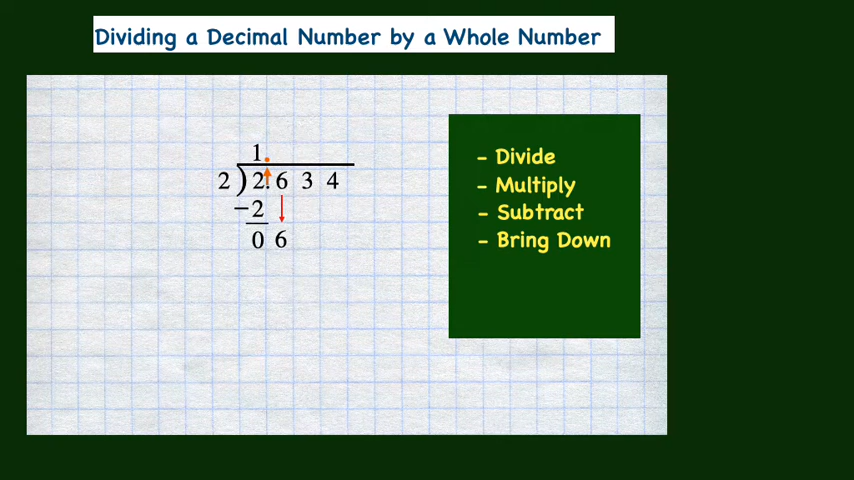 Dividing a Decimal Number by a Whole Number
1.
2 ) 2.6 3 4
−2
0 6
- Divide
- Multiply
- Subtract
- Bring Down